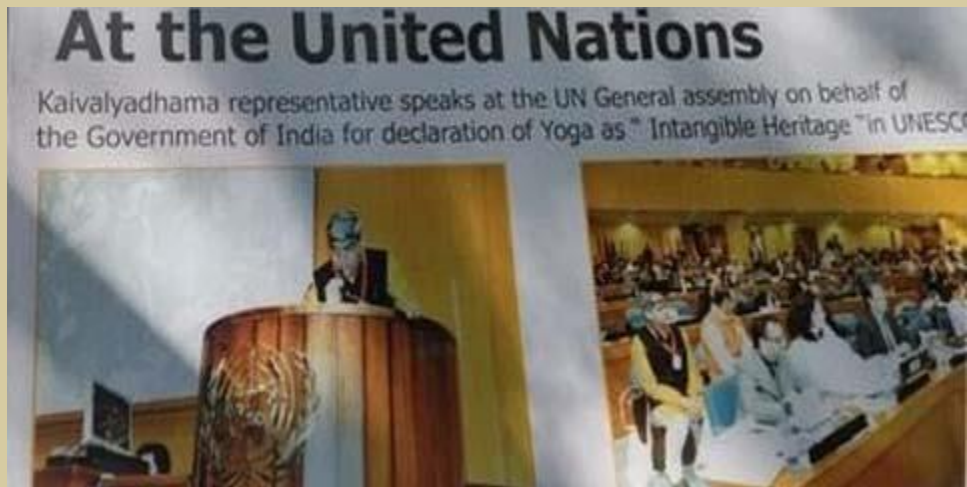 At the United Nations
Kaivalyadhama representative speaks at the UN General assembly on behalf of
the Government of India for declaration of Yoga as " Intangible Heritage "in UNESCO